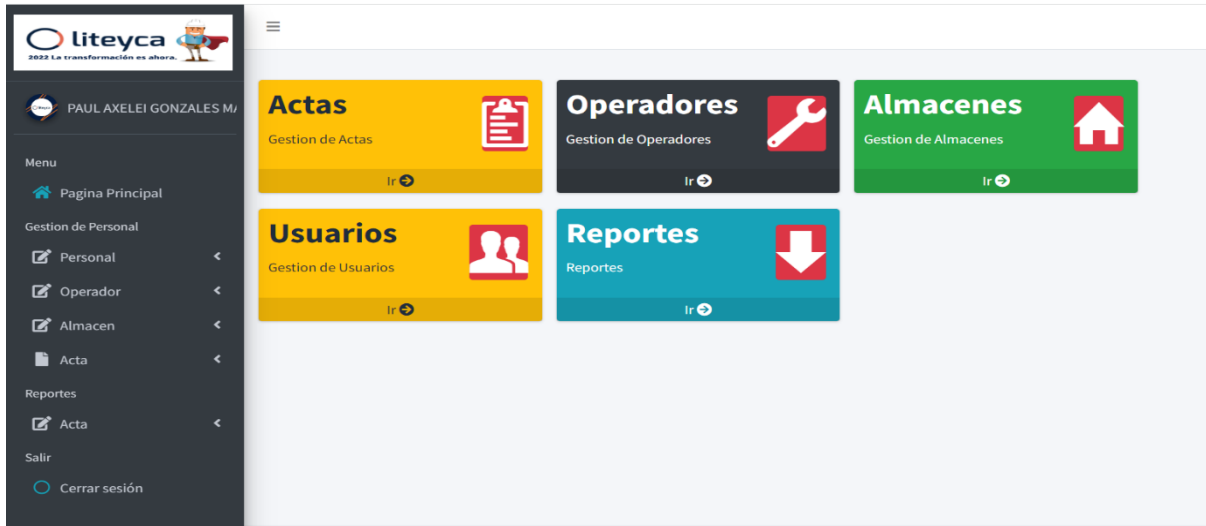 liteyca
2022 La transformación es ahora.
PAUL AXELEI GONZALES
Menu
Pagina Principal
Gestion de Personal
Personal
Operador
Almacen
Acta
Reportes
Acta
Salir
Cerrar sesión
Actas
Gestion de Actas
Ir
Operadores
Gestion de Operadores
Ir
Almacenes
Gestion de Almacenes
Ir
Usuarios
Gestion de Usuarios
Ir
Reportes
Reportes
Ir